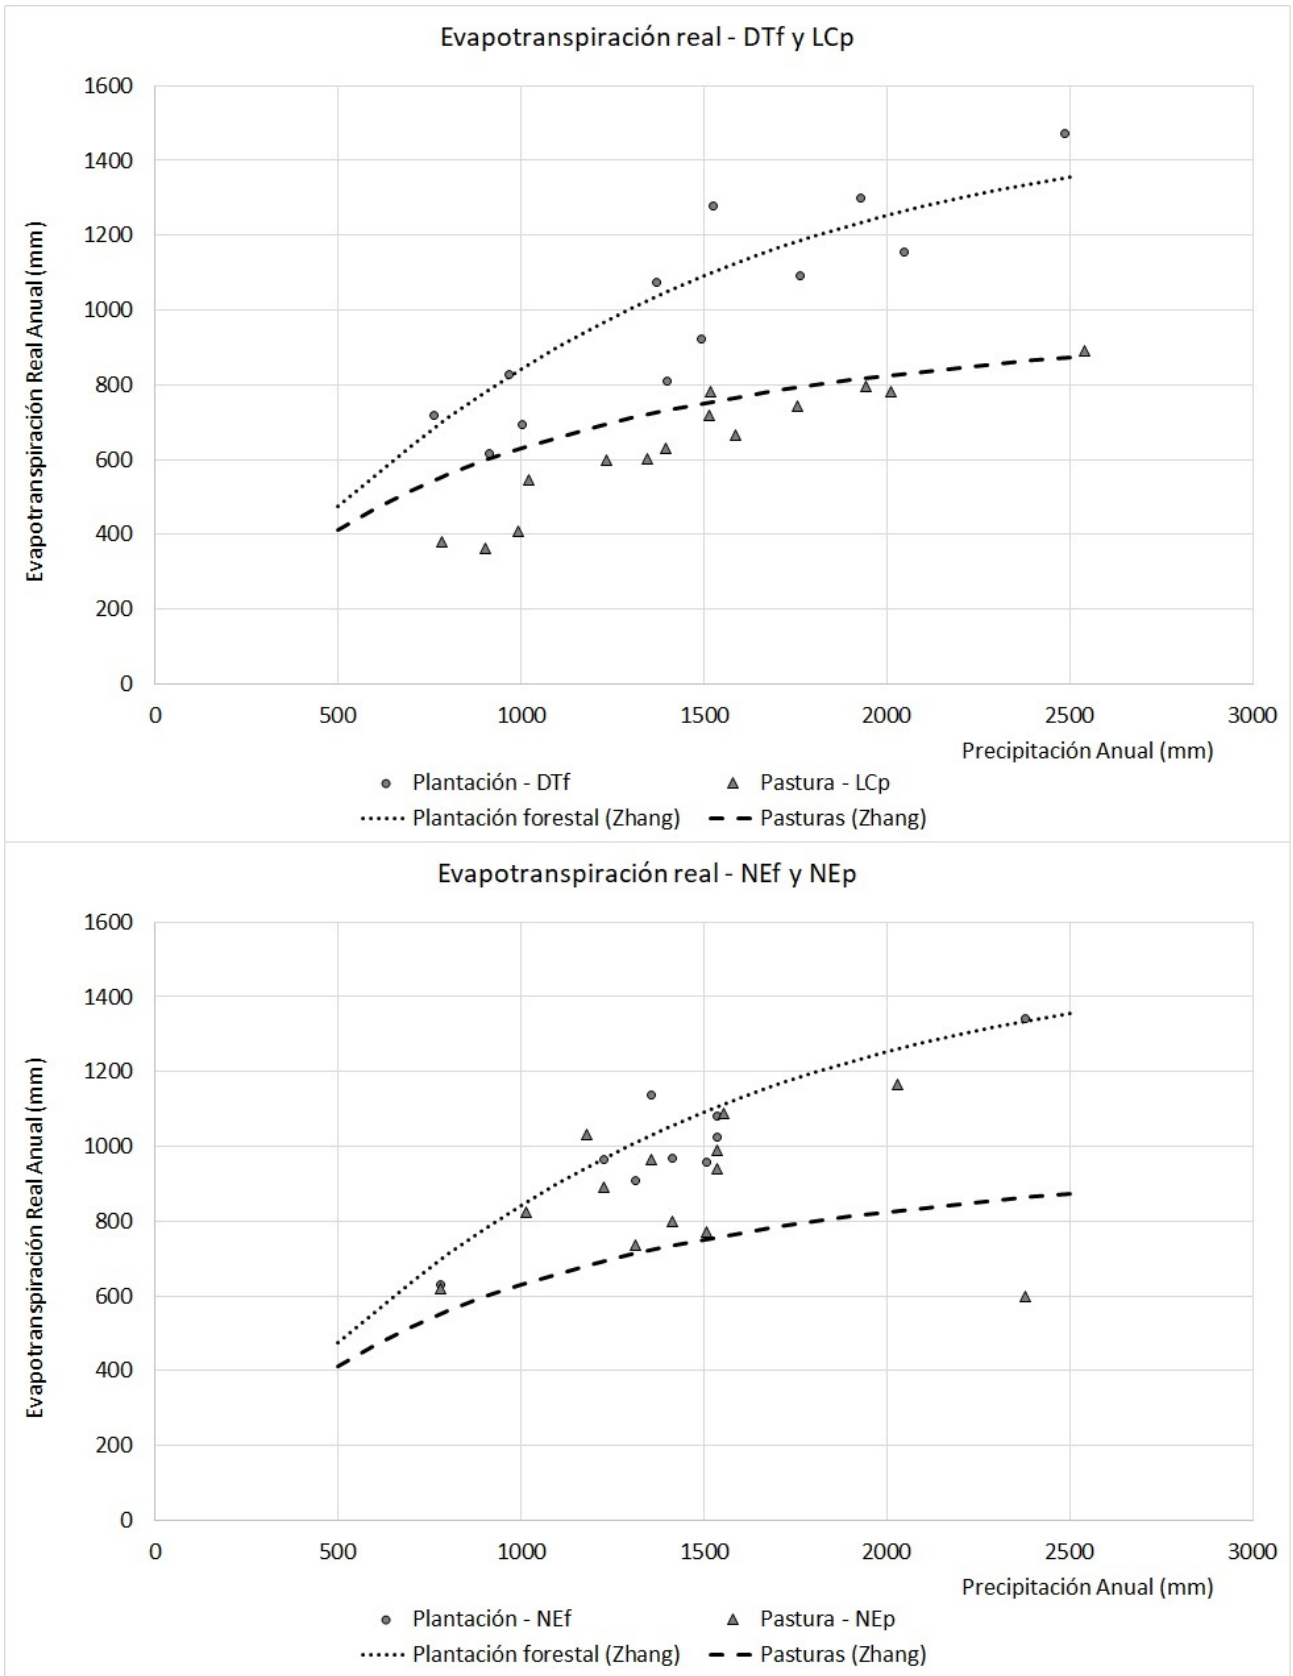 Evapotranspiración real - DTf y LCp
Evapotranspiración Real Anual (mm)
1600
1400
1200
1000
800
600
400
200
0
0 500 1000 1500 2000 2500 3000
Precipitación Anual (mm)
Plantación - DTf Pastura - LCp
Plantación forestal (Zhang) Pasturas (Zhang)
Evapotranspiración real - NEf y NEp
Evapotranspiración Real Anual (mm)
1600
1400
1200
1000
800
600
400
200
0
0 500 1000 1500 2000 2500 3000
Precipitación Anual (mm)
Plantación - NEf Pastura - NEp
Plantación forestal (Zhang) Pasturas (Zhang)